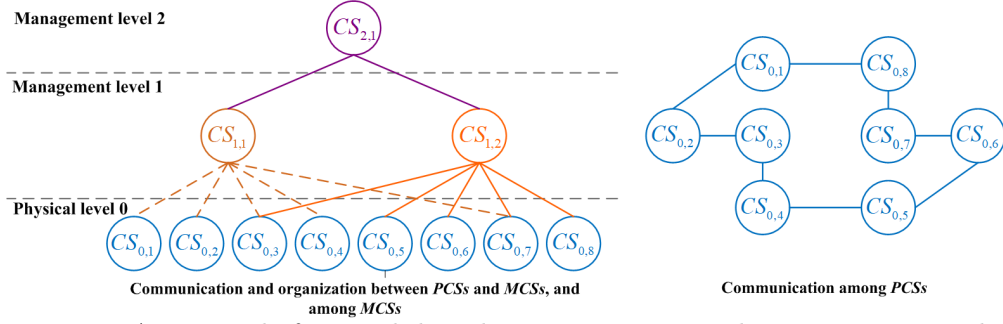 Management level 2
CS2,1
Management level 1
CS1,1
CS1,2
Physical level 0
CS0,1
CS0,2
CS0,3
CS0,4
CS0,5
CS0,6
CS0,7
CS0,8
Communication and organization between PCSs and MCSs, and
among MCSs
CS0,1
CS0,8
CS0,2
CS0,3
CS0,7
CS0,6
CS0,4
CS0,5
Communication among PCSs